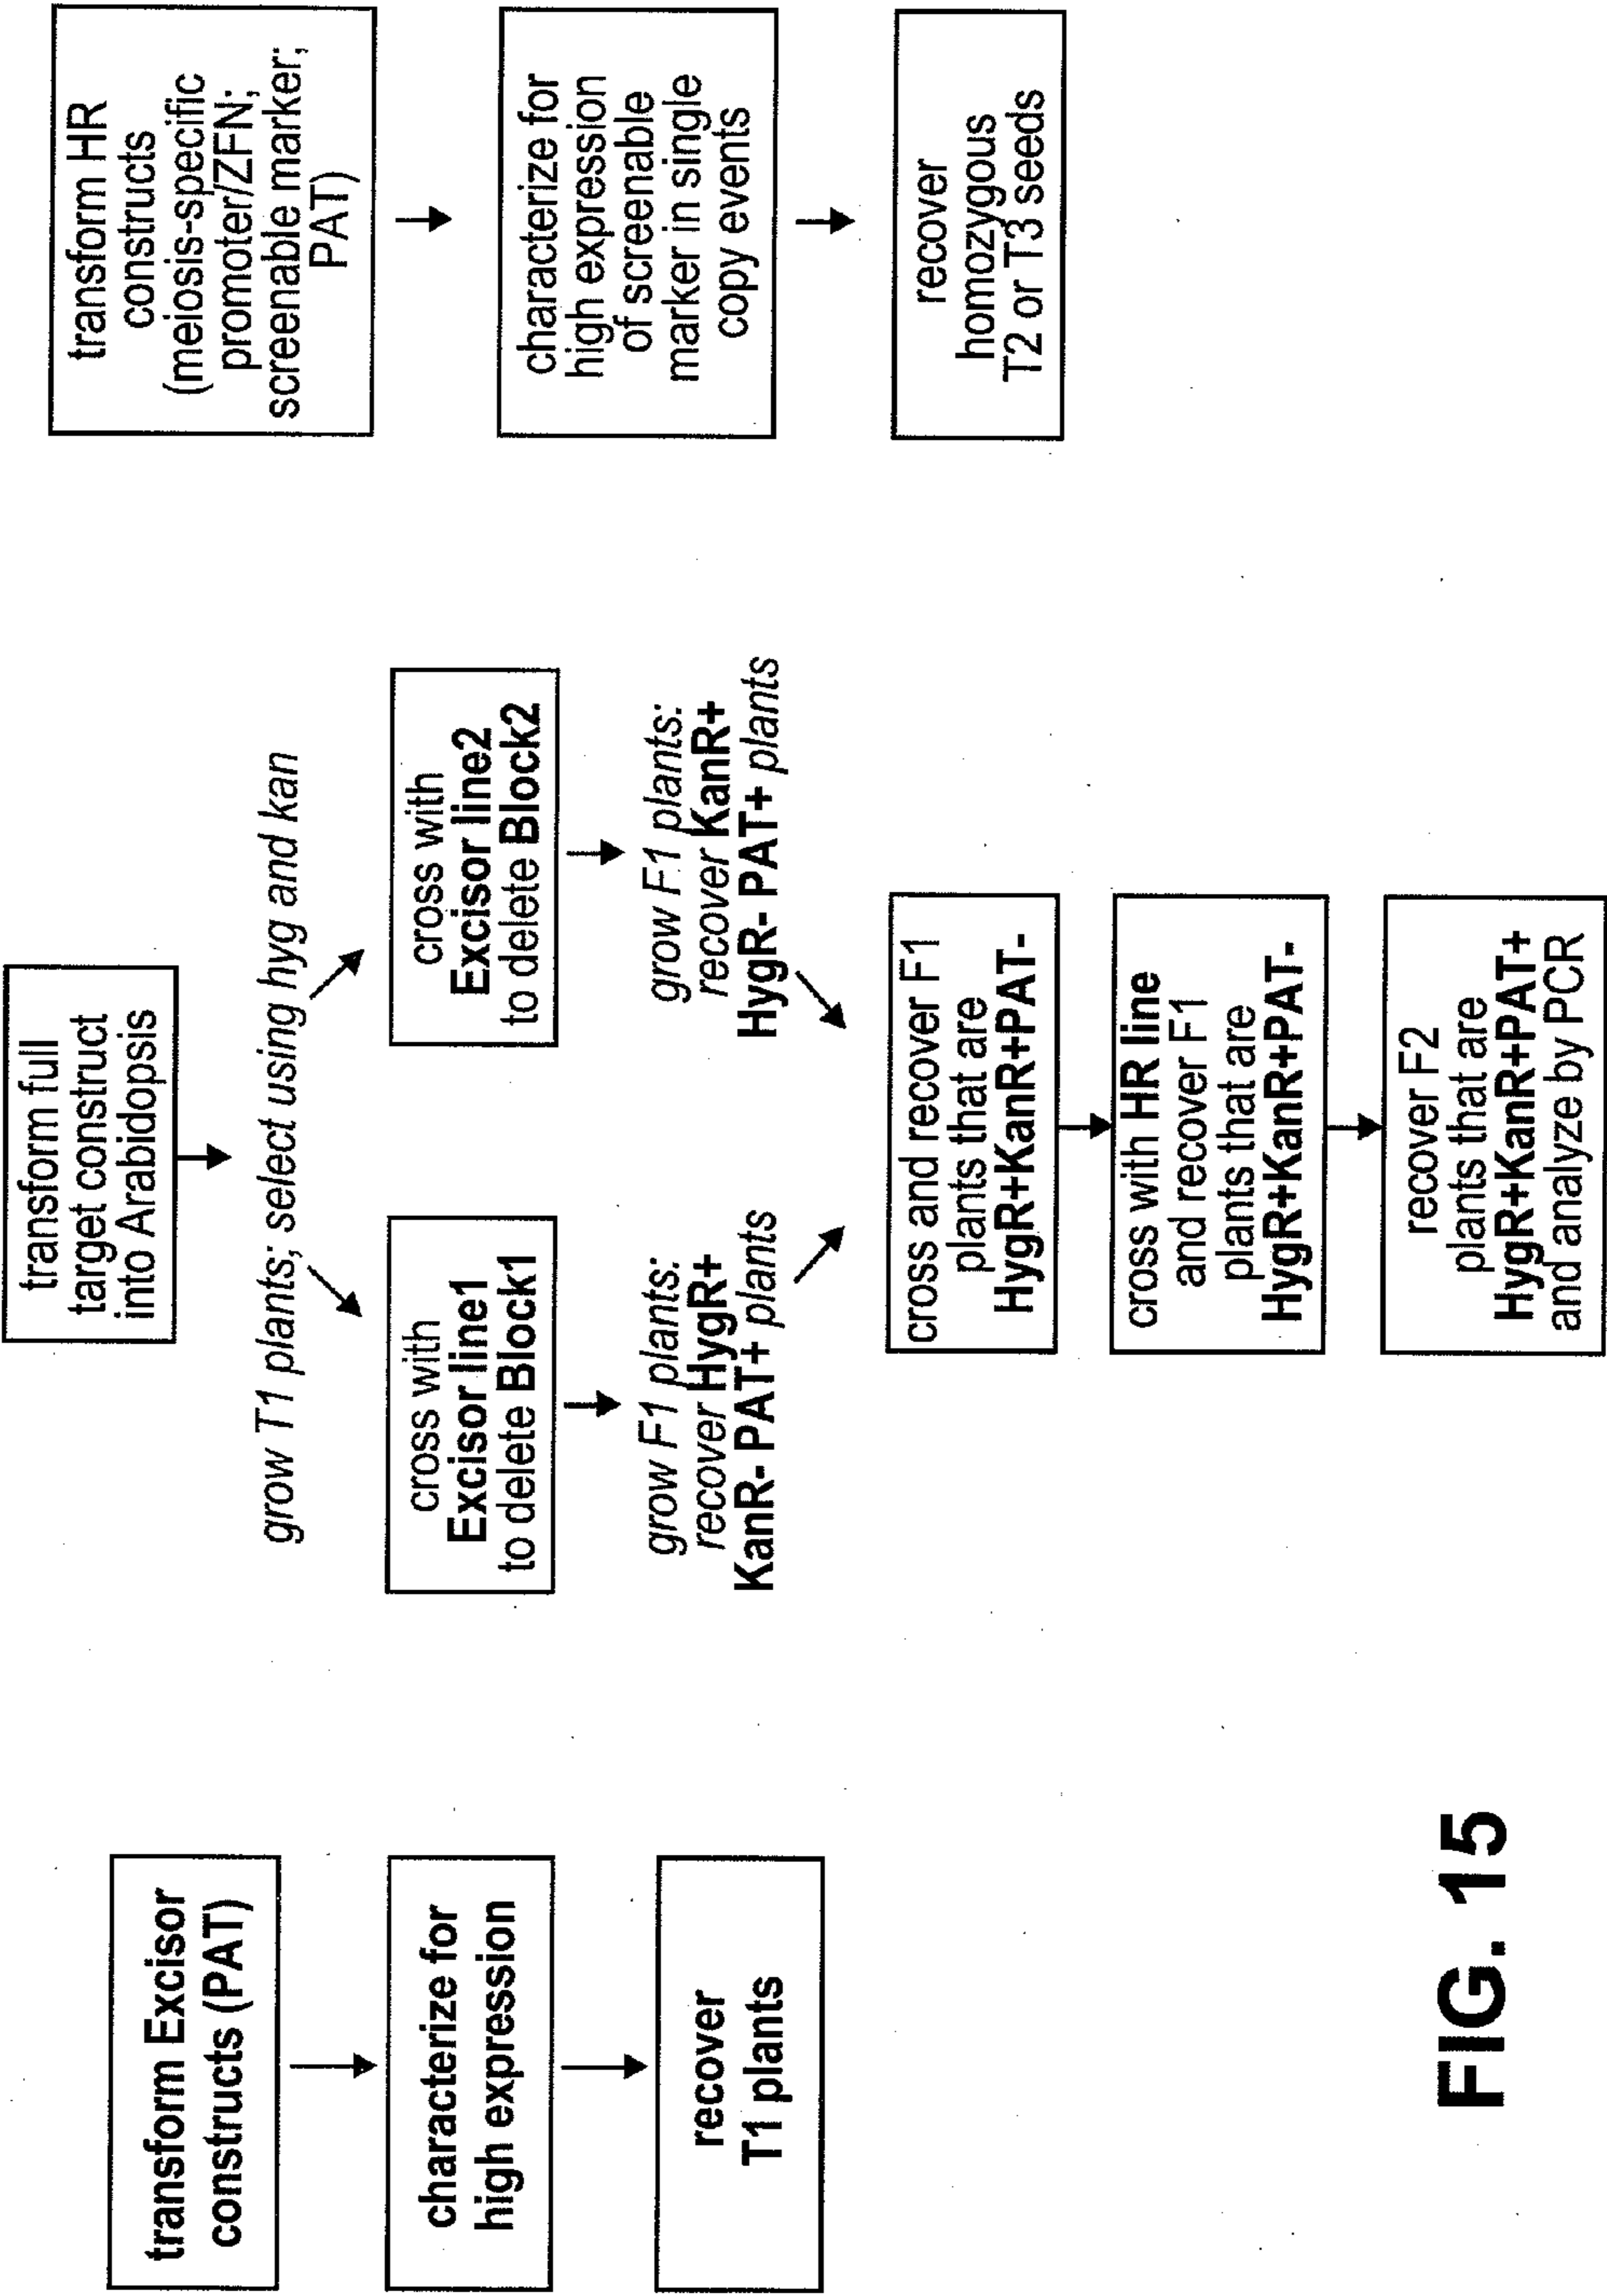 transform Excisor
constructs (PAT)
characterize for
high expression
recover
T1 plants
transform full
target construct
into Arabidopsis
grow T1 plants; select using hyg and kan
cross with
Excisor line1
to delete Block1
grow F1 plants:
recover HygR+
KanR- PAT+ plants
cross with
Excisor line2
to delete Block2
grow F1 plants:
recover KanR+
HygR- PAT+ plants
cross and recover F1
plants that are
HygR+KanR+PAT-
cross with HR line
and recover F1
plants that are
HygR+KanR+PAT-
recover F2
plants that are
HygR+KanR+PAT+
and analyze by PCR
transform HR
constructs
(meiosis-specific
promoter/ZFN;
screenable marker;
PAT)
characterize for
high expression
of screenable
marker in single
copy events
recover
homozygous
T2 or T3 seeds
FIG. 15